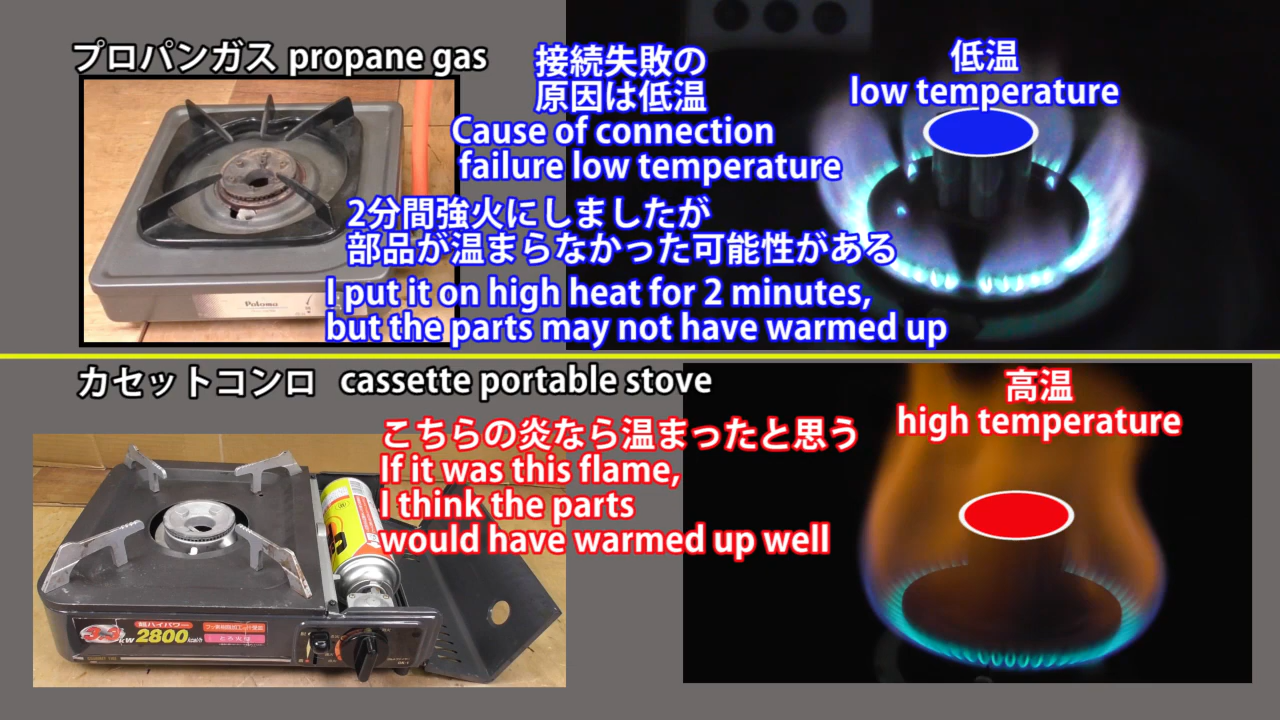 プロパンガス propane gas
接続失敗の
原因は低温
Cause of connection
failure low temperature
低温
low temperature
2分間強火にしましたが
部品が温まらなかった可能性がある
I put it on high heat for 2 minutes,
but the parts may not have warmed up
Paloma
カセットコンロ cassette portable stove
高温
high temperature
こちらの炎なら温まったと思う
If it was this flame,
I think the parts
would have warmed up well
3.3kW 2800kcal/h